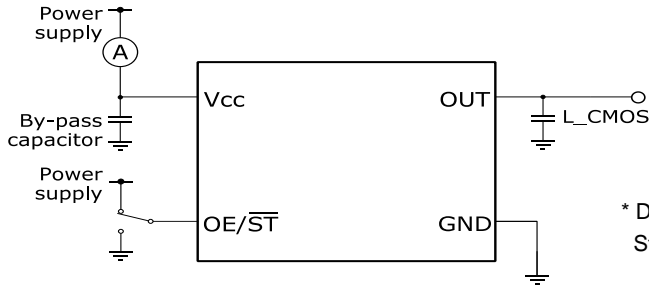 Power
supply
A
Vcc
OUT
By-pass
capacitor
L_CMOS
Power
supply
OE/ST
GND
* D